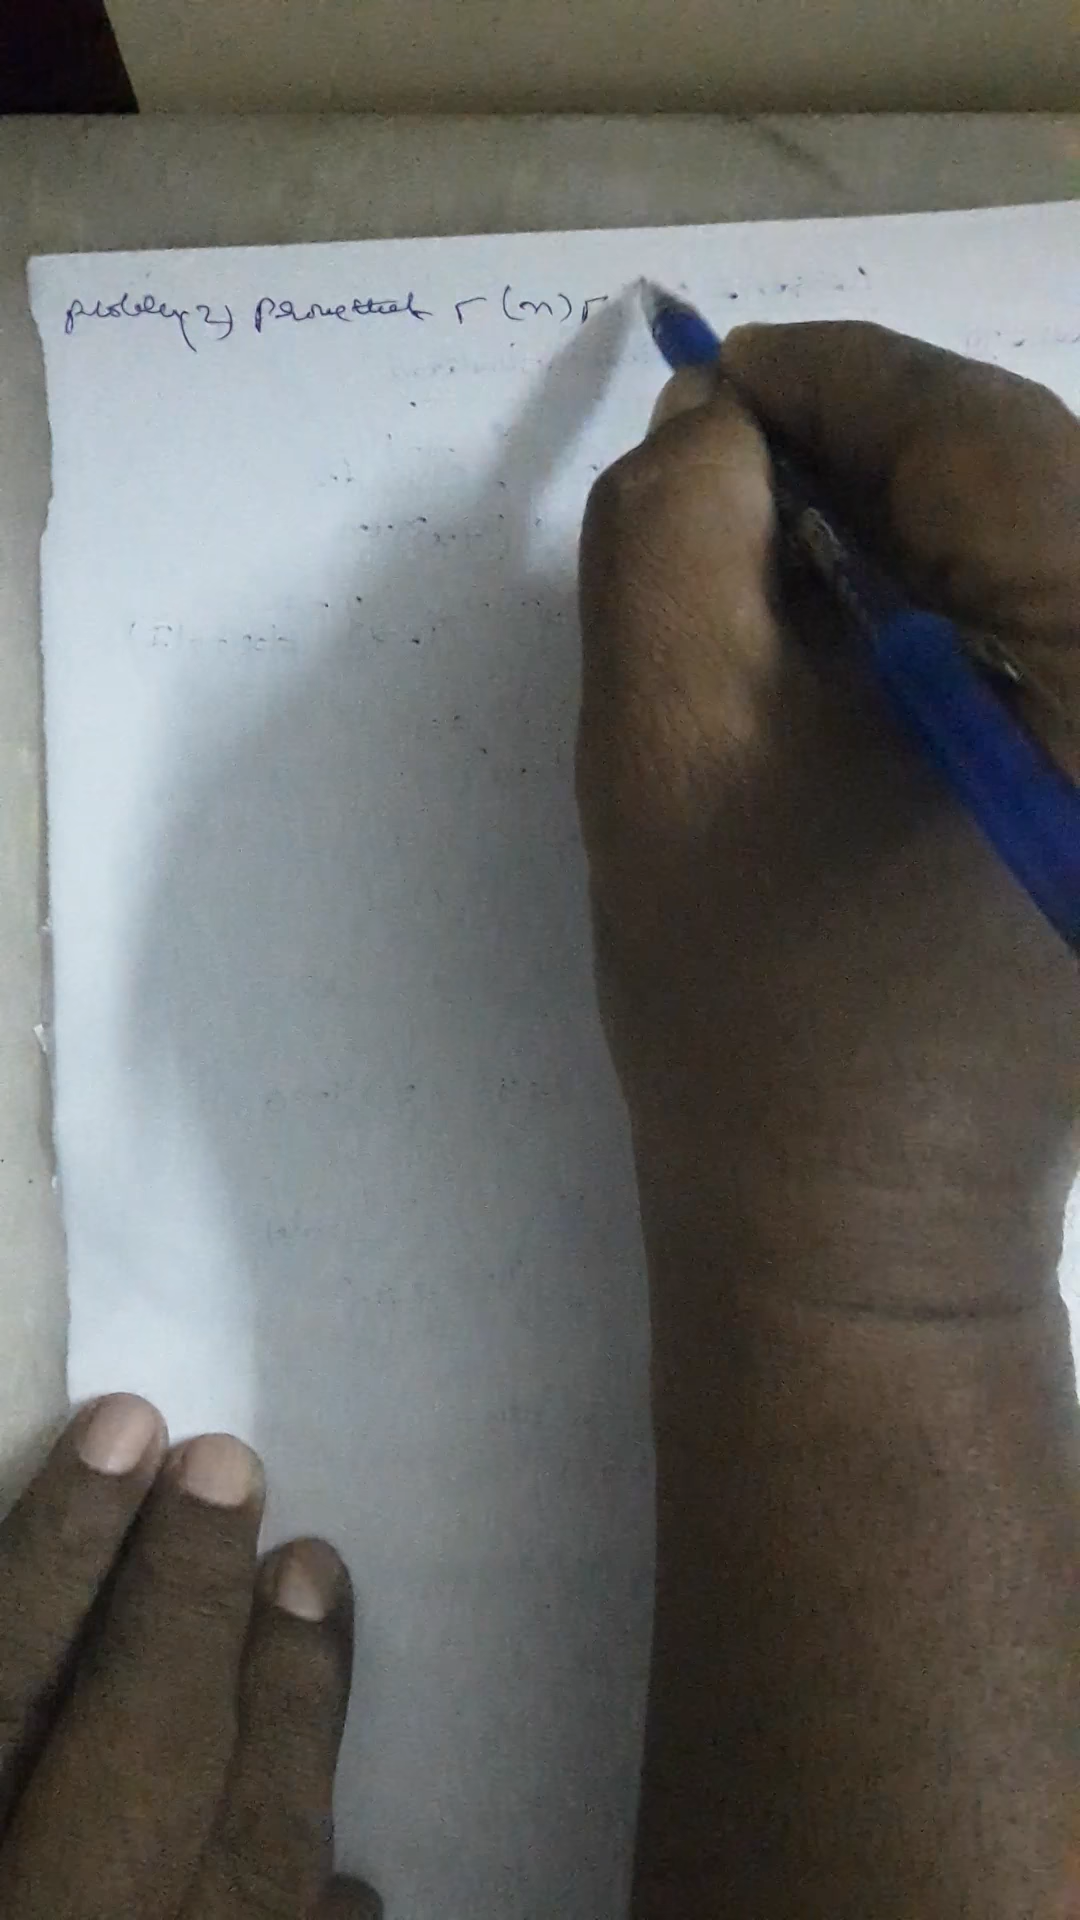 problem 2) Prove that Γ (n) Γ